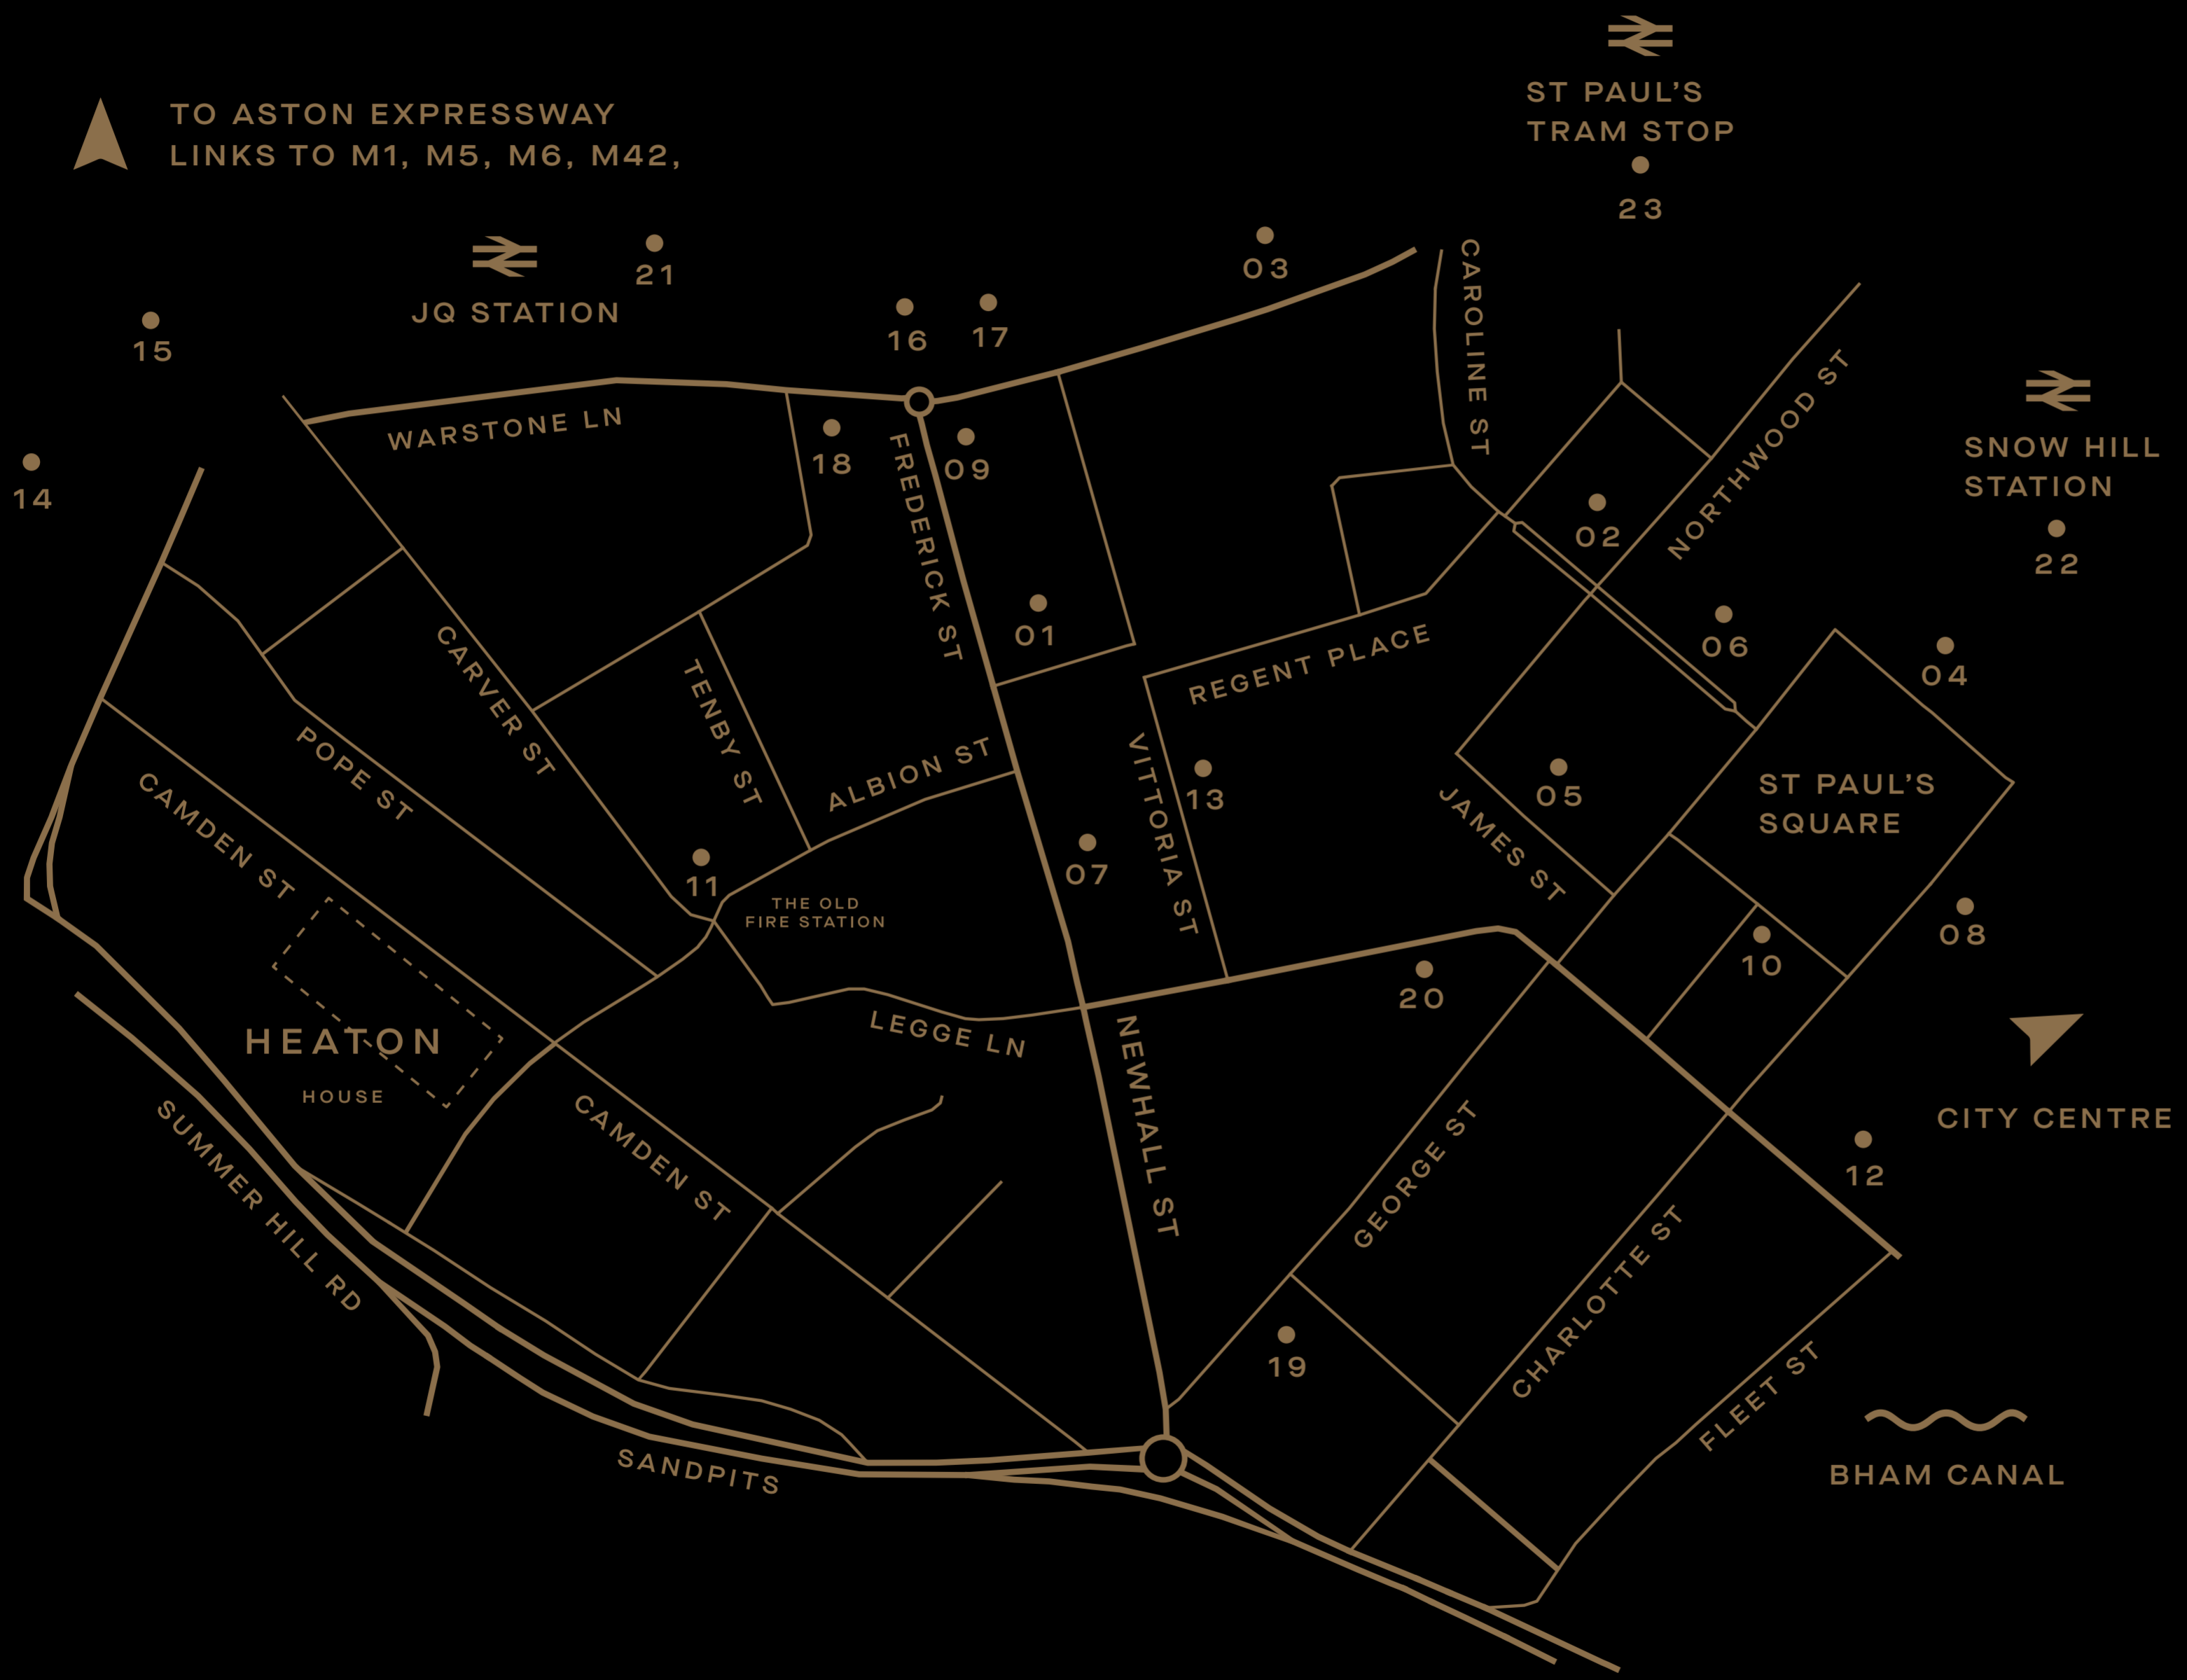 ST PAUL’S
TRAM STOP
23
TO ASTON EXPRESSWAY
LINKS TO M1, M5, M6, M42,
JQ STATION
21
03
15
16
17
CAROLINE ST
14
WARSTONE LN
18
FREDERICK ST
09
02
NORTHWOOD ST
SNOW HILL
STATION
22
01
06
04
CARVER ST
TENBY ST
REGENT PLACE
POPE ST
ALBION ST
VITTORIA ST
13
05
JAMES ST
ST PAUL’S
SQUARE
CAMDEN ST
11
THE OLD
FIRE STATION
07
08
10
20
HEATON
HOUSE
LEGGE LN
NEWHALL ST
CITY CENTRE
12
SUMMER HILL RD
CAMDEN ST
GEORGE ST
CHARLOTTE ST
19
FLEET ST
SANDPITS
BHAM CANAL